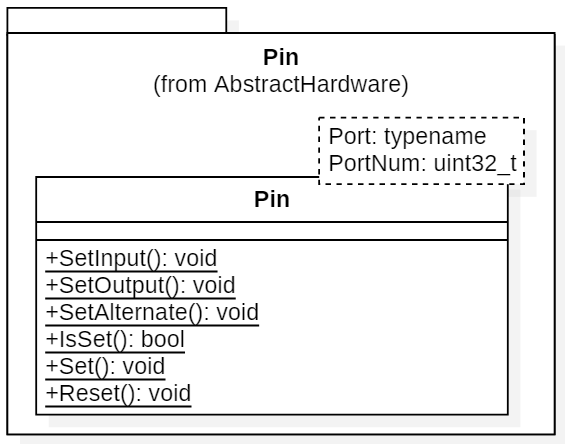 Pin
(from AbstractHardware)
Port: typename
PortNum: uint32_t
Pin
+SetInput(): void
+SetOutput(): void
+SetAlternate(): void
+IsSet(): bool
+Set(): void
+Reset(): void